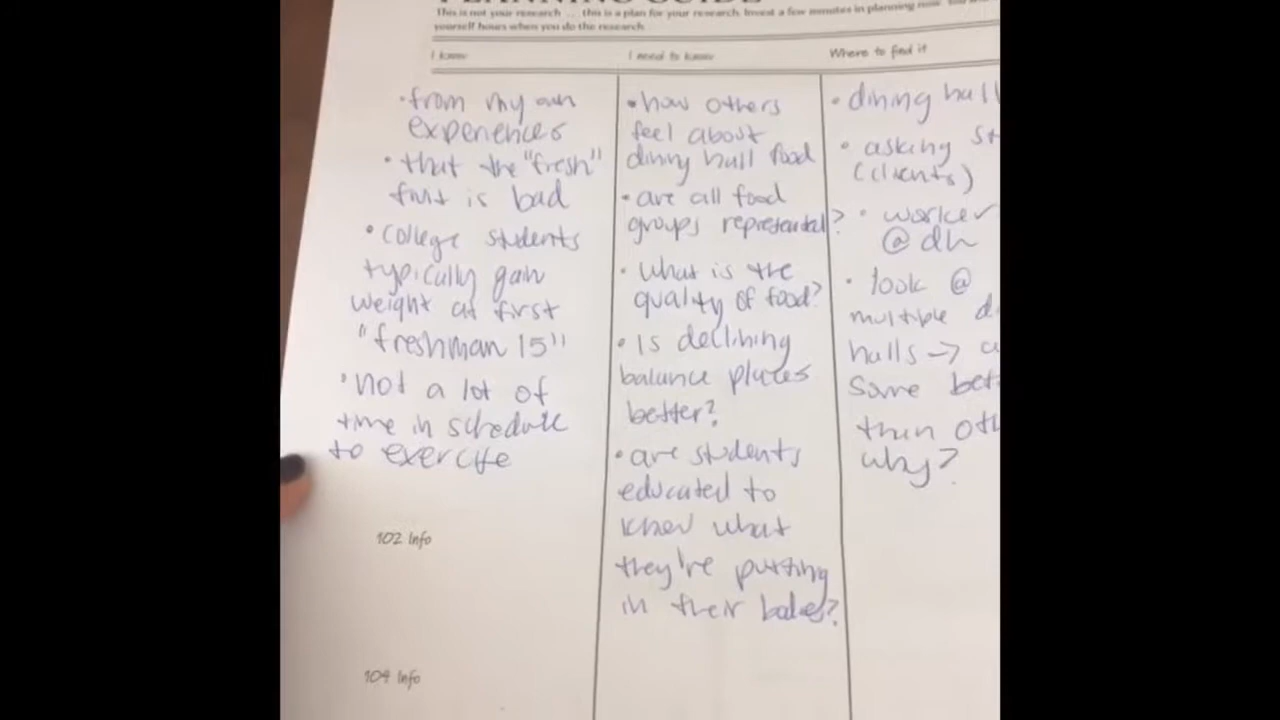 PLANNING GUIDE
This is not your research ... this is a plan for your research. Invest a few minutes in planning now
yourself hours when you do the research.
I know
I need to know
Where to find it
• from my own
experiences
• that the "fresh"
fruit is bad
• college students
typically gain
weight at first
"freshman 15"
• not a lot of
time in schedule
to exercise
102 Info
104 Info
• how others
feel about
dining hall food
• are all food
groups represented?
• what is the
quality of food?
• Is declining
balance places
better?
• are students
educated to
know what
they're putting
in their bodies?
• dining hall
• asking
(clients)
• worker
@ dh
• look @
multiple
halls →
some
than
why?